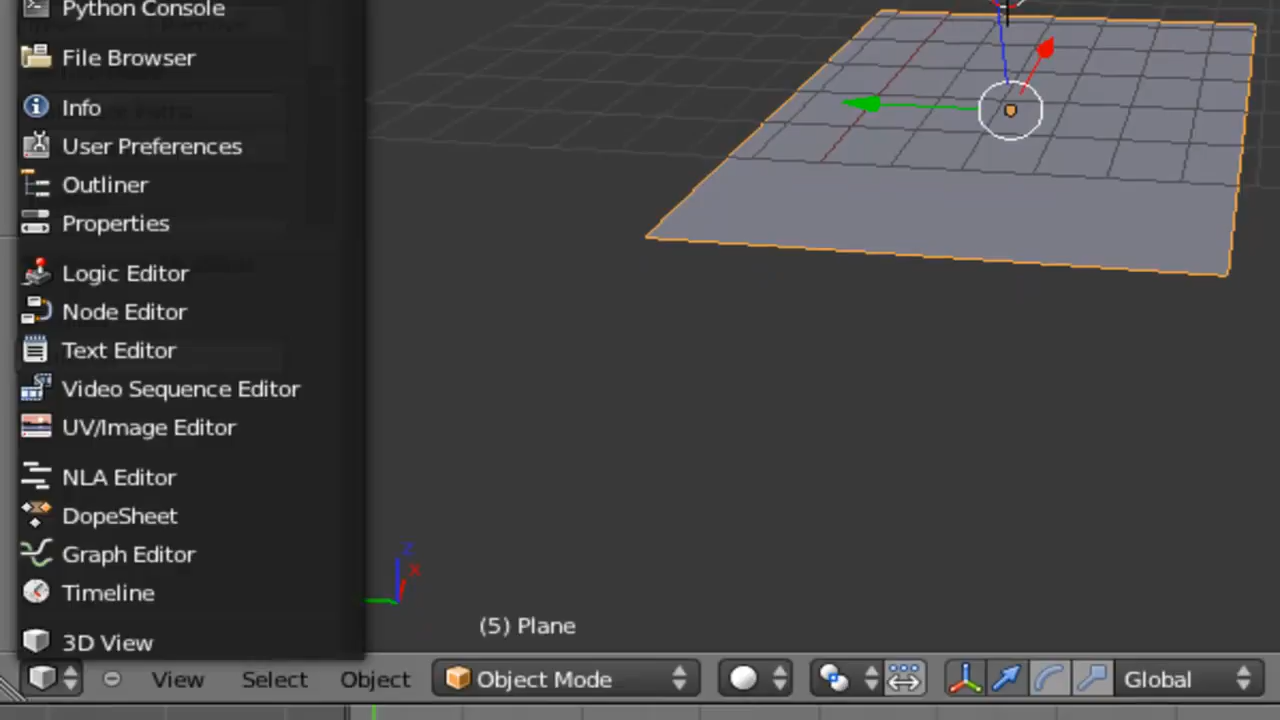 Python Console
File Browser
Info
User Preferences
Outliner
Properties
Logic Editor
Node Editor
Text Editor
Video Sequence Editor
UV/Image Editor
NLA Editor
DopeSheet
Graph Editor
Timeline
3D View
z
x
(5) Plane
View Select Object Object Mode Global